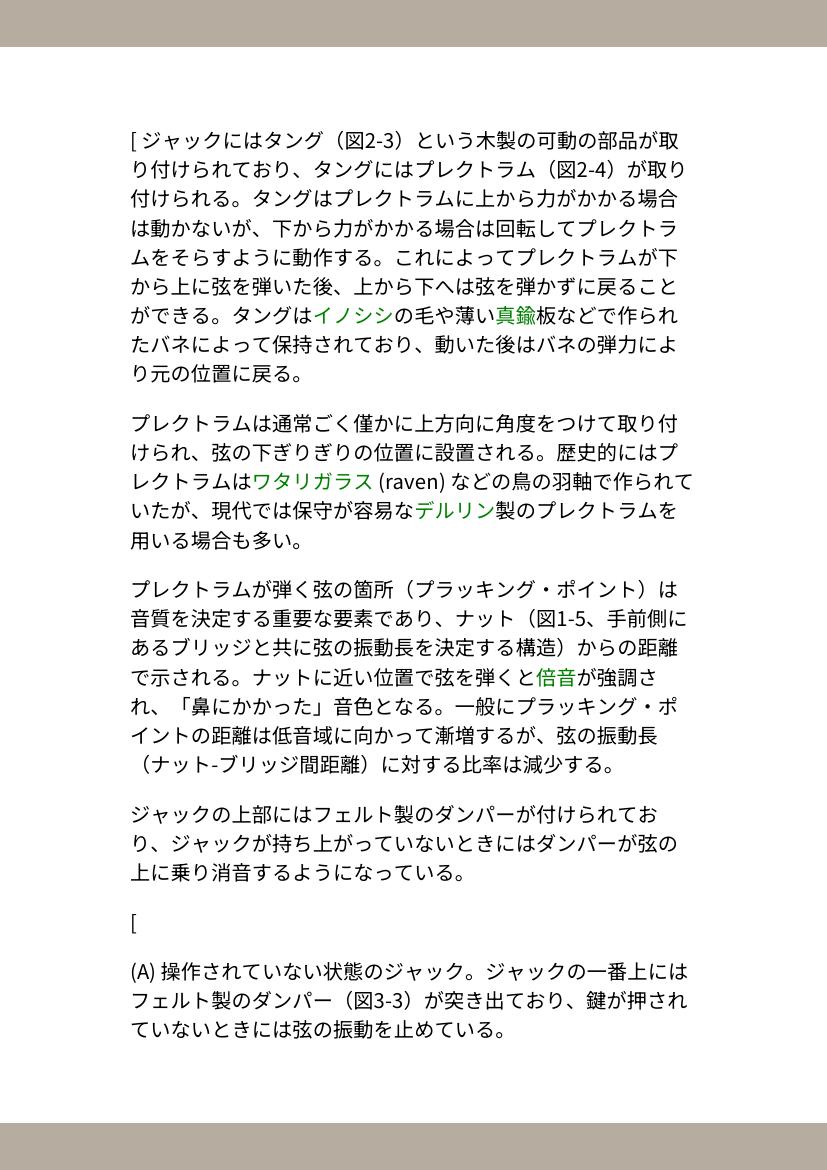 [ ジャックにはタング（図2-3）という木製の可動の部品が取
り付けられており、タングにはプレクトラム（図2-4）が取り
付けられる。タングはプレクトラムに上から力がかかる場合
は動かないが、下から力がかかる場合は回転してプレクトラ
ムをそらすように動作する。これによってプレクトラムが下
から上に弦を弾いた後、上から下へは弦を弾かずに戻ること
ができる。タングはイノシシの毛や薄い真鍮板などで作られ
たバネによって保持されており、動いた後はバネの弾力によ
り元の位置に戻る。
プレクトラムは通常ごく僅かに上方向に角度をつけて取り付
けられ、弦の下ぎりぎりの位置に設置される。歴史的にはプ
レクトラムはワタリガラス (raven) などの鳥の羽軸で作られて
いたが、現代では保守が容易なデルリン製のプレクトラムを
用いる場合も多い。
プレクトラムが弾く弦の箇所（プラッキング・ポイント）は
音質を決定する重要な要素であり、ナット（図1-5、手前側に
あるブリッジと共に弦の振動長を決定する構造）からの距離
で示される。ナットに近い位置で弦を弾くと倍音が強調さ
れ、「鼻にかかった」音色となる。一般にプラッキング・ポ
イントの距離は低音域に向かって漸増するが、弦の振動長
（ナット-ブリッジ間距離）に対する比率は減少する。
ジャックの上部にはフェルト製のダンパーが付けられてお
り、ジャックが持ち上がっていないときにはダンパーが弦の
上に乗り消音するようになっている。
[
(A) 操作されていない状態のジャック。ジャックの一番上には
フェルト製のダンパー（図3-3）が突き出ており、鍵が押され
ていないときには弦の振動を止めている。